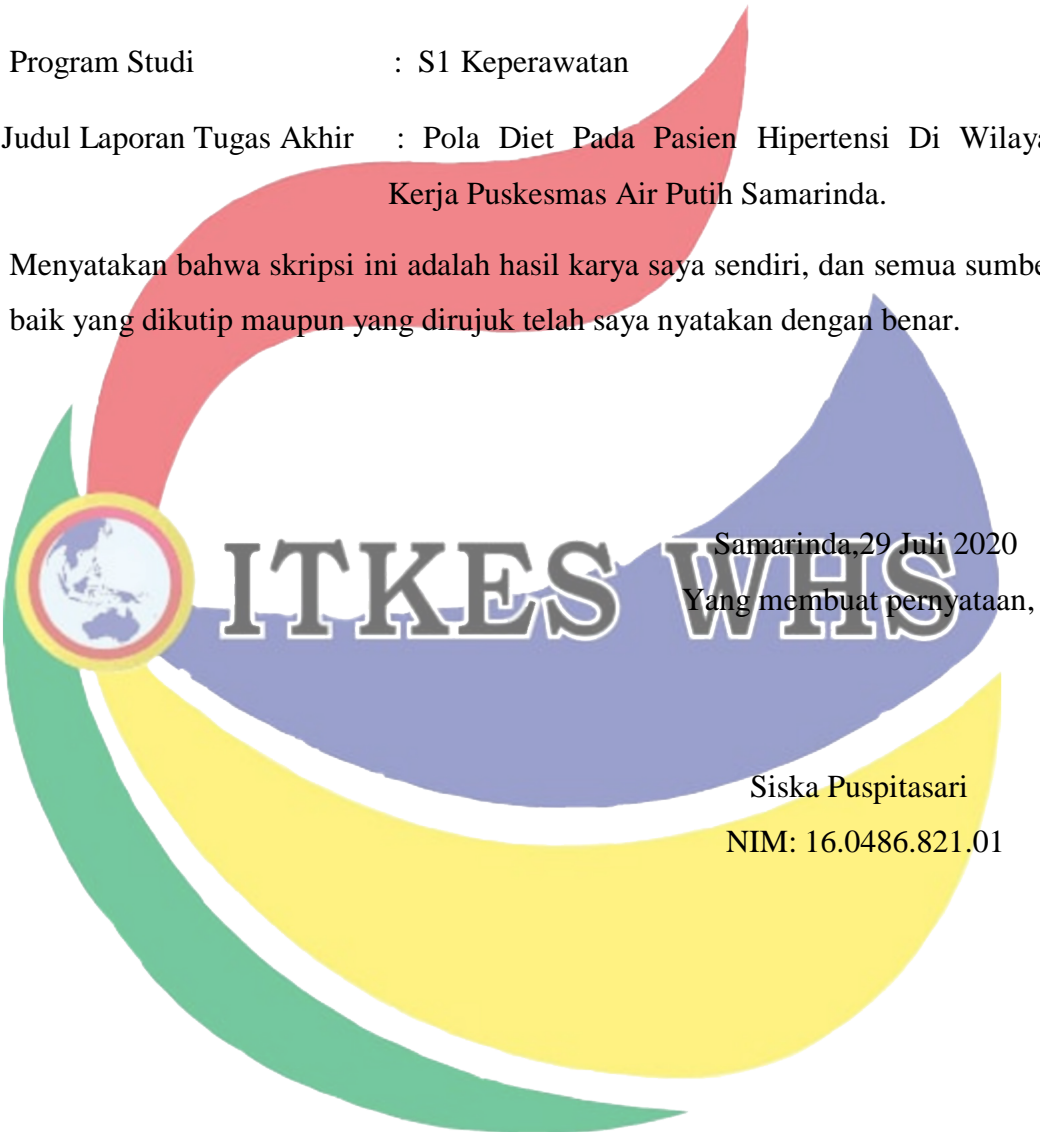 Program Studi : S1 Keperawatan
Judul Laporan Tugas Akhir : Pola Diet Pada Pasien Hipertensi Di Wilaya
Kerja Puskesmas Air Putih Samarinda.
Menyatakan bahwa skripsi ini adalah hasil karya saya sendiri, dan semua sumbe
baik yang dikutip maupun yang dirujuk telah saya nyatakan dengan benar.
ITKES WHS
Samarinda,29 Juli 2020
Yang membuat pernyataan,
Siska Puspitasari
NIM: 16.0486.821.01